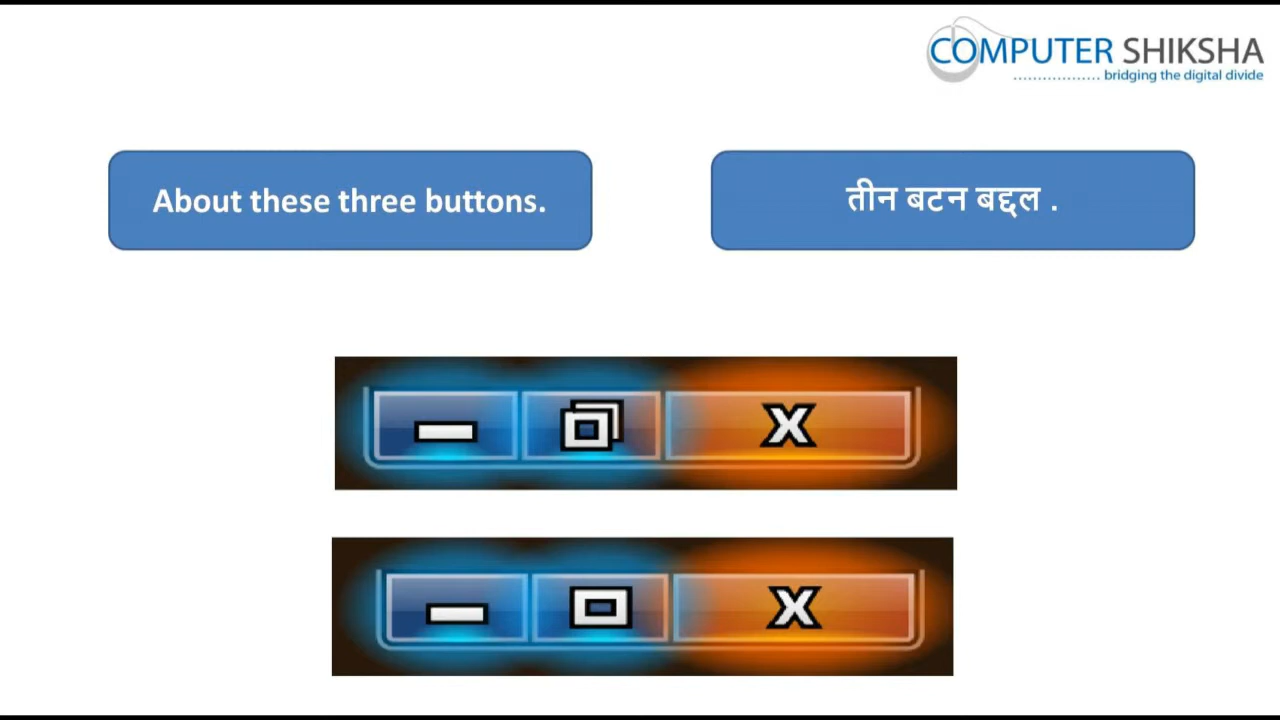 COMPUTER SHIKSHA
.................. bridging the digital divide
About these three buttons.
तीन बटन बद्दल .